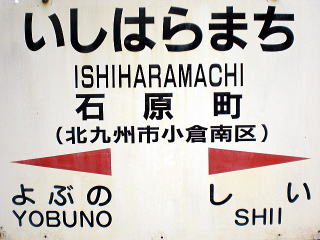 いしはらまち
ISHIHARAMACHI
石原町
(北九州市小倉南区)
よぶの しい
YOBUNO SHII